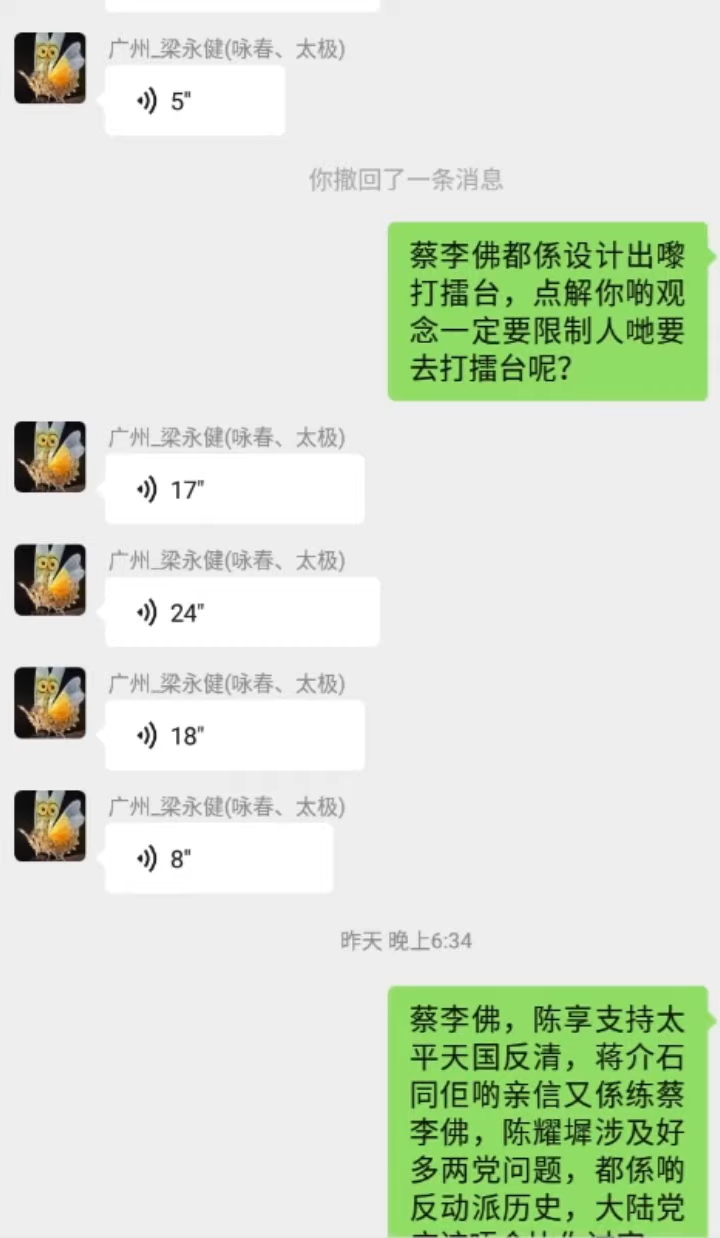 广州_梁永健(咏春、太极)
5"
你撤回了一条消息
蔡李佛都係设计出嚟
打擂台，点解你啲观
念一定要限制人哋要
去打擂台呢？
广州_梁永健(咏春、太极)
17"
广州_梁永健(咏春、太极)
24"
广州_梁永健(咏春、太极)
18"
广州_梁永健(咏春、太极)
8"
昨天 晚上6:34
蔡李佛，陈享支持太
平天国反清，蒋介石
同佢啲亲信又係练蔡
李佛，陈耀墀涉及好
多两党问题，都係啲
反动派历史，大陆党